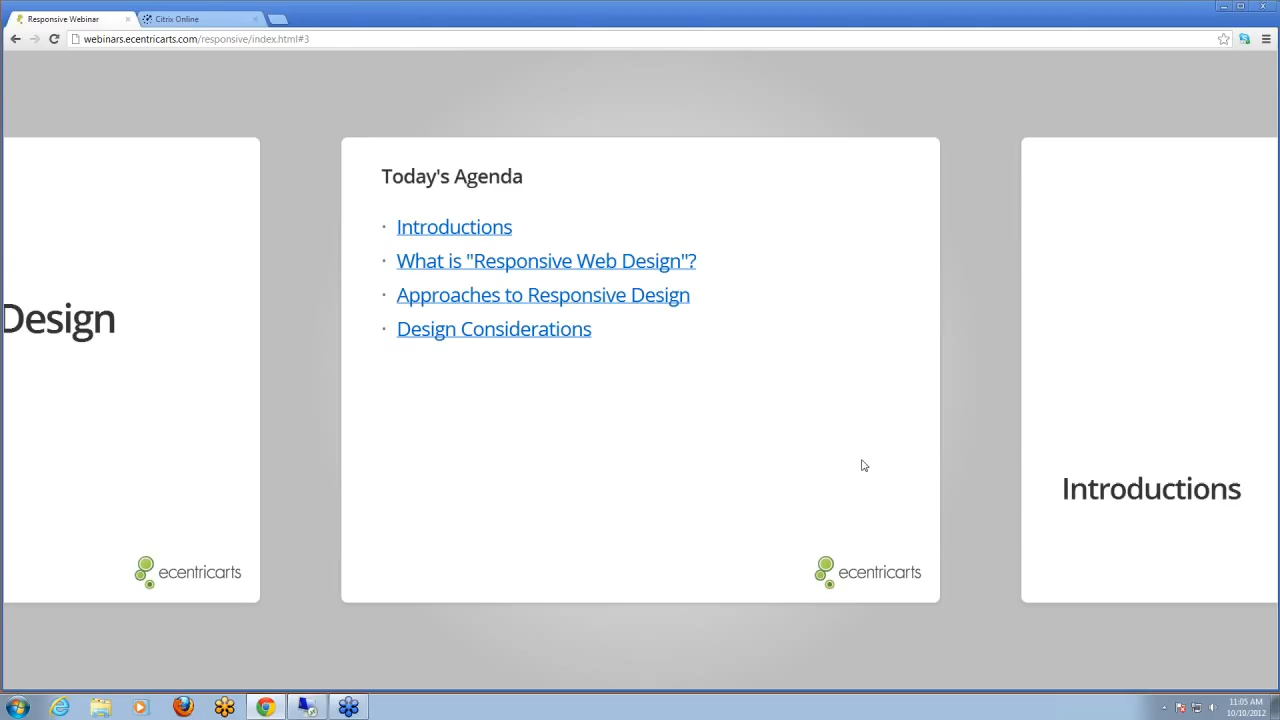 Responsive Webinar
Citrix Online
webinars.ecentricarts.com/responsive/index.html#3
Design
ecentricarts
Today's Agenda
· Introductions
· What is "Responsive Web Design"?
· Approaches to Responsive Design
· Design Considerations
ecentricarts
Introductions
11:05 AM
10/10/2012